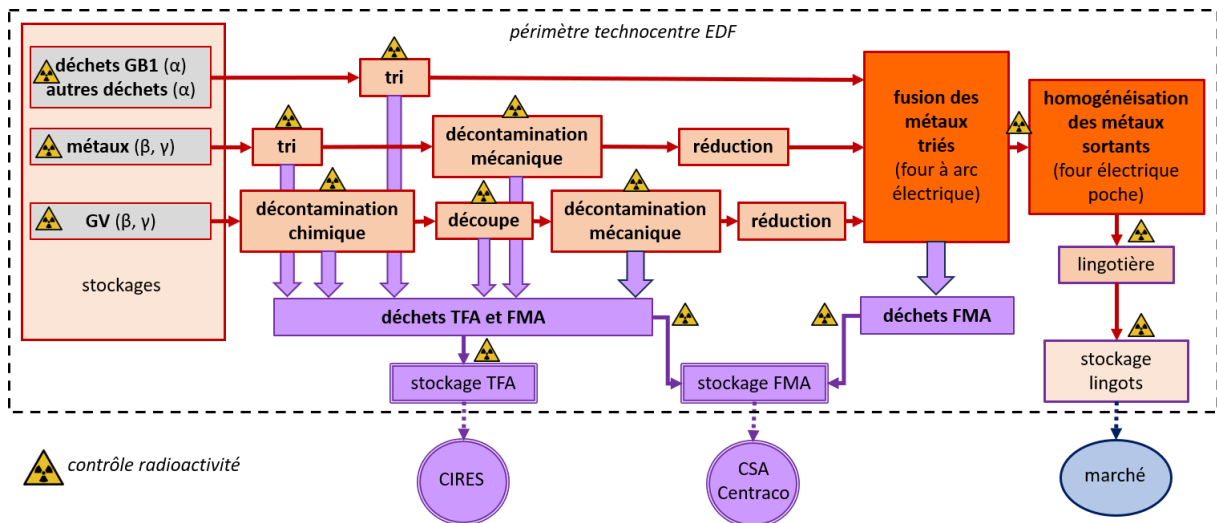 périmètre technocentre EDF
déchets GB1 (α)
autres déchets (α)
tri
métaux (β, γ)
tri
décontamination
mécanique
réduction
GV (β, γ)
décontamination
chimique
découpe
décontamination
mécanique
réduction
stockages
fusion des
métaux
triés
(four à arc
électrique)
homogénéisation
des métaux
sortants
(four électrique
poche)
lingotière
déchets TFA et FMA
déchets FMA
stockage TFA
stockage FMA
stockage
lingots
contrôle radioactivité
CIRES
CSA
Centraco
marché